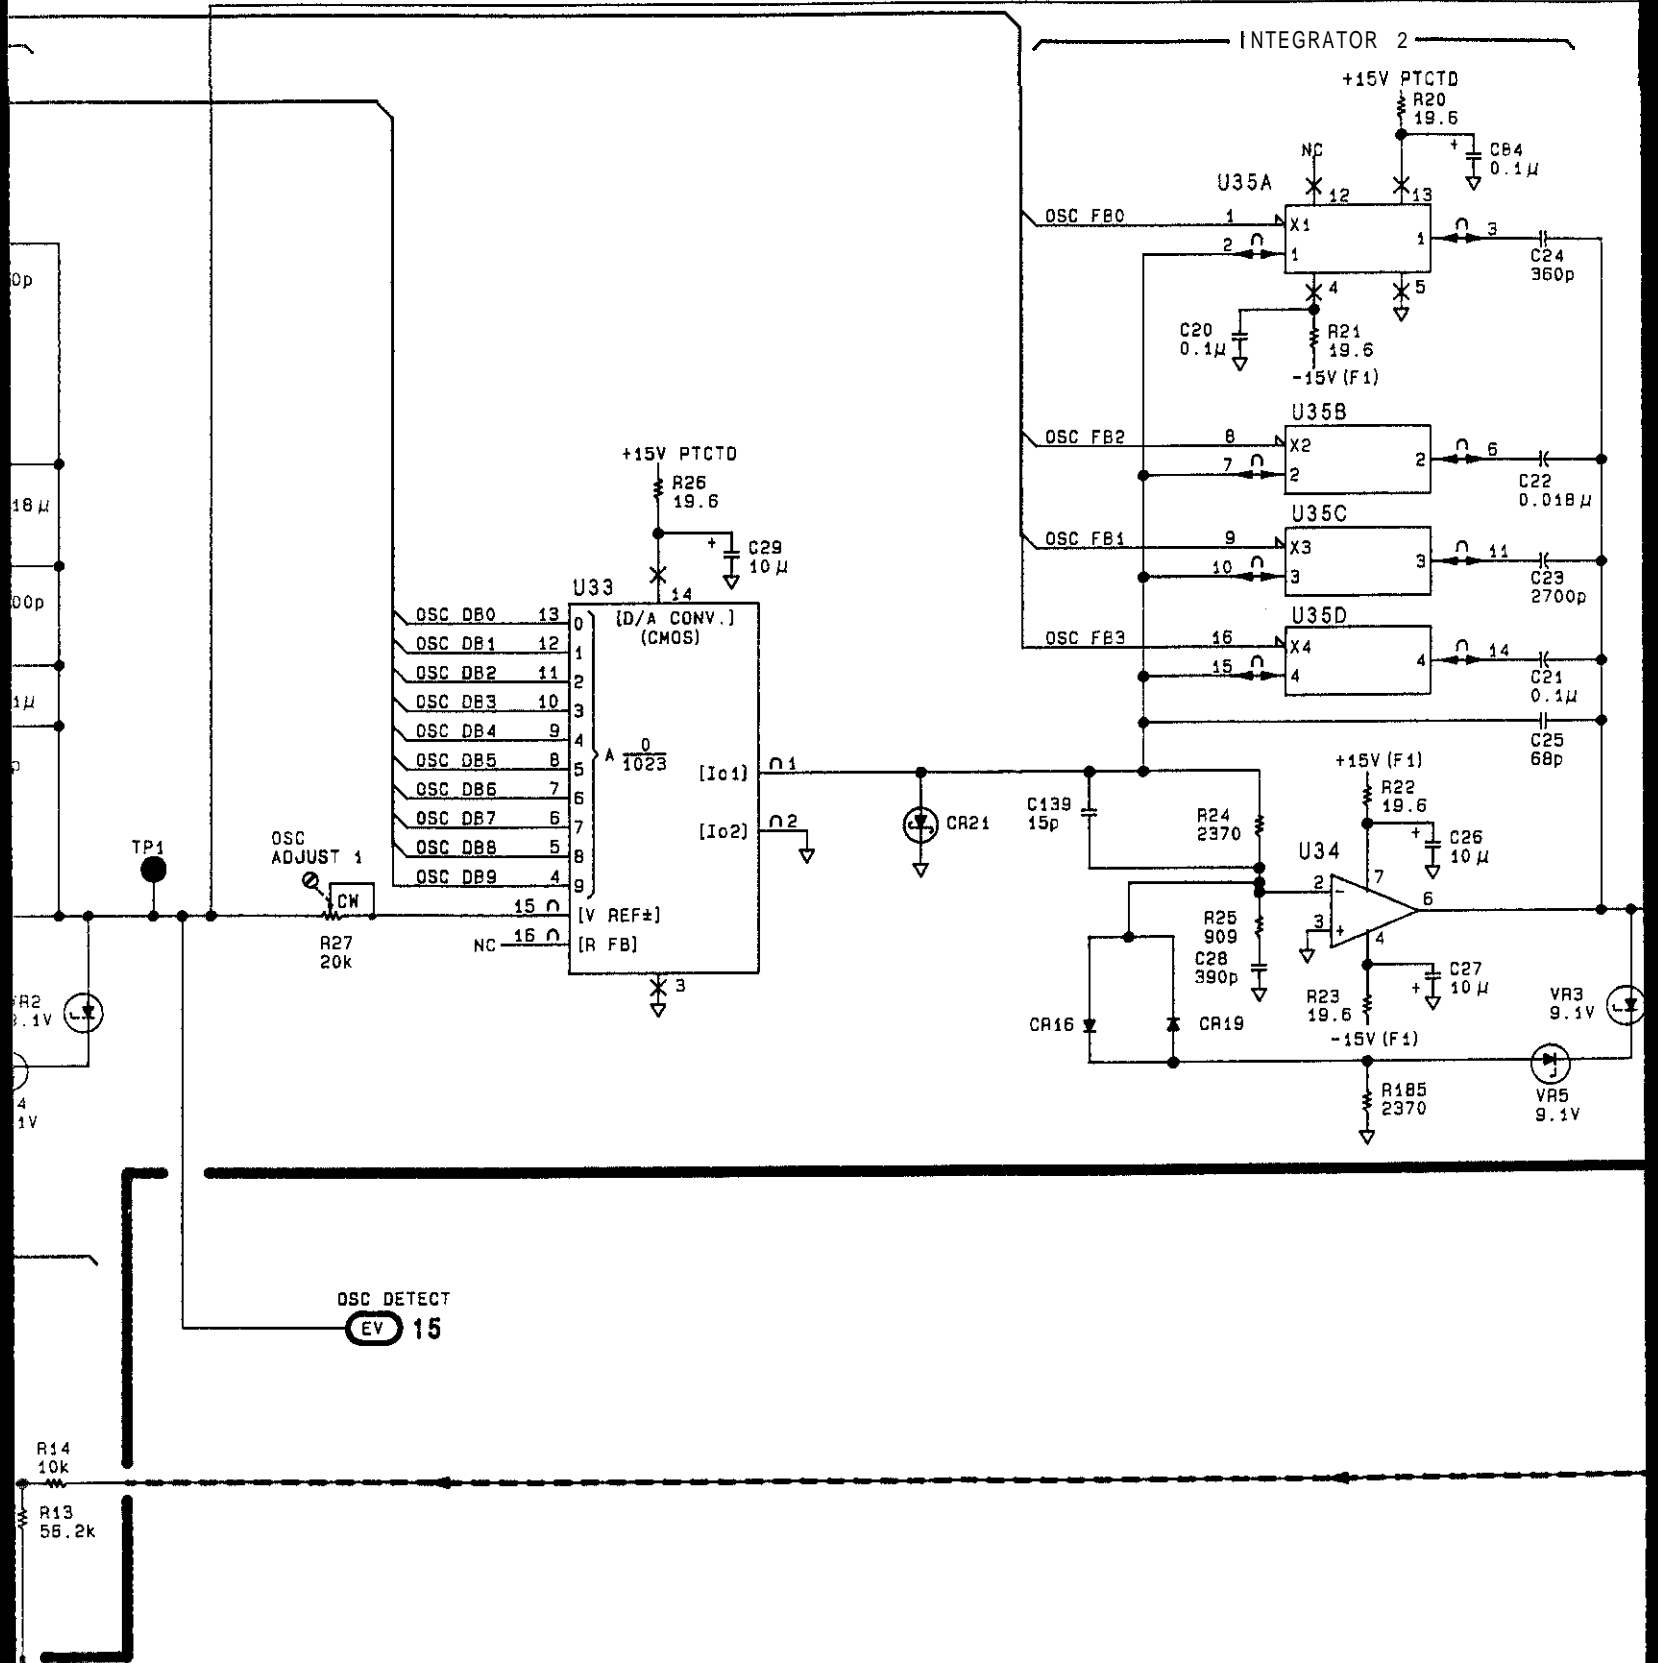 INTEGRATOR 2
+15V PTCTD
R20
19.6
C84
0.1µ
NC
12
13
U35A
OSC FB0
1
X1
2
1
1
3
C24
360p
4
5
C20
0.1µ
R21
19.6
-15V (F1)
U35B
OSC FB2
8
X2
7
2
2
6
C22
0.018µ
U35C
OSC FB1
9
X3
10
3
3
11
C23
2700p
U35D
OSC FB3
16
X4
15
4
4
14
C21
0.1µ
C25
68p
0p
18µ
00p
1µ
p
+15V PTCTD
R26
19.6
C29
10µ
U33
14
[D/A CONV.]
(CMOS)
OSC DB0 13 0
OSC DB1 12 1
OSC DB2 11 2
OSC DB3 10 3
OSC DB4 9 4
OSC DB5 8 5
OSC DB6 7 6
OSC DB7 6 7
OSC DB8 5 8
OSC DB9 4 9
A 0
1023
[Io1] ∩ 1
[Io2] ∩ 2
15 ∩ [V REF±]
NC 16 ∩ [R FB]
3
TP1
OSC
ADJUST 1
CW
R27
20k
CR21
C139
15p
R24
2370
+15V (F1)
R22
19.6
C26
10µ
U34
7
2
-
3
+
6
4
R25
909
C28
390p
C27
10µ
R23
19.6
-15V (F1)
CR16
CR19
VR3
9.1V
VR5
9.1V
R185
2370
VR2
9.1V
4
1V
OSC DETECT
EV 15
R14
10k
R13
56.2k